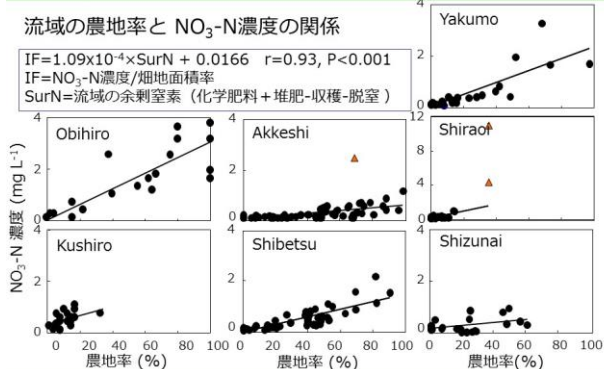 流域の農地率と NO₃-N濃度の関係
IF=1.09x10⁻⁴×SurN + 0.0166 r=0.93, P<0.001
IF=NO₃-N濃度/畑地面積率
SurN=流域の余剰窒素（化学肥料＋堆肥-収穫-脱窒 ）
Yakumo
4
2
0
0 20 40 60 80 100
NO₃-N 濃度 (mg L⁻¹)
Obihiro
4
2
0
Akkeshi
4
2
0
Shiraoi
12
8
4
0
Kushiro
4
2
0
0 20 40 60 80 100
農地率 (%)
Shibetsu
4
2
0
0 20 40 60 80 100
農地率 (%)
Shizunai
4
2
0
0 20 40 60 80 100
農地率(%)